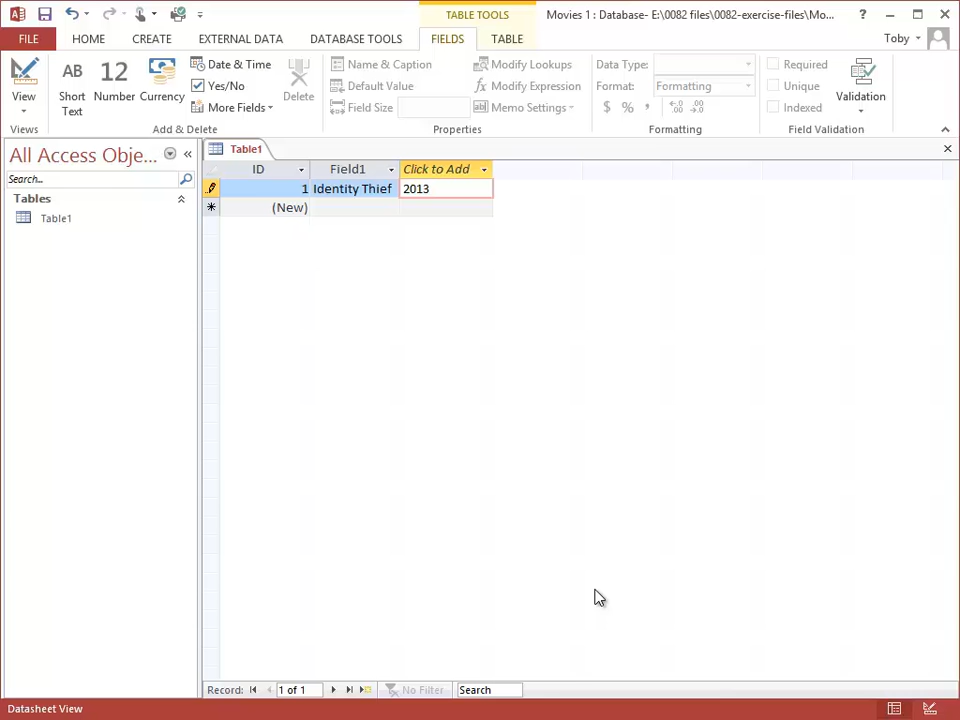 TABLE TOOLS
Movies 1 : Database- E:\0082 files\0082-exercise-files\Mo...
?
FILE
HOME
CREATE
EXTERNAL DATA
DATABASE TOOLS
FIELDS
TABLE
Toby
View
AB
Short
Text
12
Number
Currency
Date & Time
Yes/No
More Fields
Delete
Name & Caption
Default Value
Field Size
Modify Lookups
fx Modify Expression
ab Memo Settings
Data Type:
Format: Formatting
$ % ,
Required
Unique
Indexed
Validation
Views
Add & Delete
Properties
Formatting
Field Validation
All Access Obje...
Search...
Tables
Table1
Table1
ID Field1 Click to Add
1 Identity Thief 2013
(New)
Record: 1 of 1 No Filter Search
Datasheet View